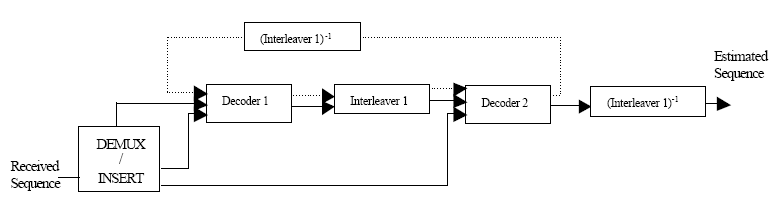 (Interleaver 1)-1
Estimated
Sequence
Decoder 1
Interleaver 1
Decoder 2
(Interleaver 1)-1
DEMUX
/
INSERT
Received
Sequence